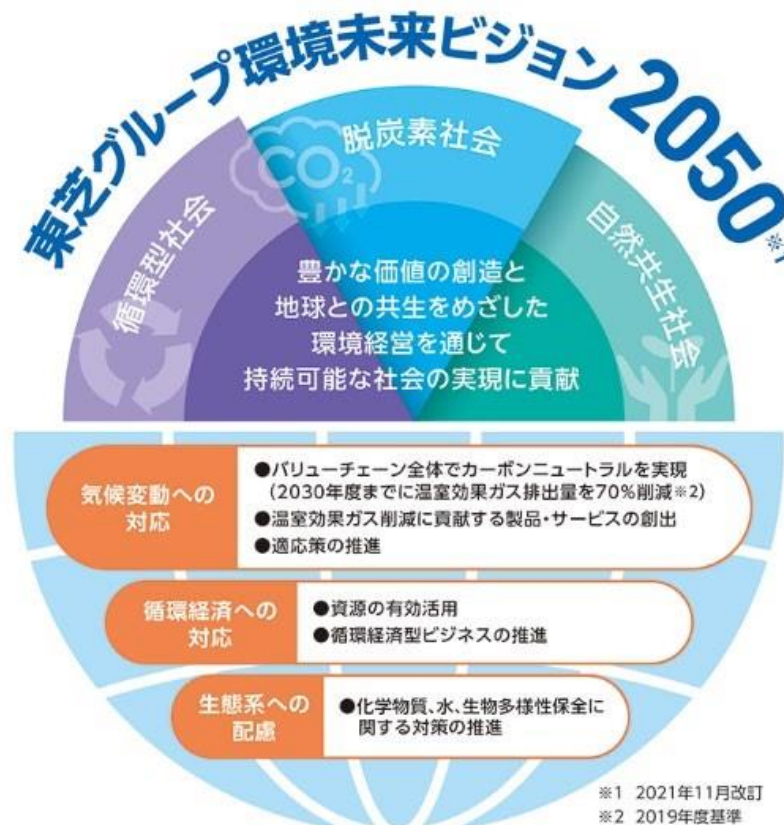 東芝グループ環境未来ビジョン2050※1
循環型社会
脱炭素社会
CO2
自然共生社会
豊かな価値の創造と
地球との共生をめざした
環境経営を通じて
持続可能な社会の実現に貢献
気候変動への
対応
●バリューチェーン全体でカーボンニュートラルを実現
(2030年度までに温室効果ガス排出量を70%削減※2)
●温室効果ガス削減に貢献する製品・サービスの創出
●適応策の推進
循環経済への
対応
●資源の有効活用
●循環経済型ビジネスの推進
生態系への
配慮
●化学物質、水、生物多様性保全に
関する対策の推進
※1 2021年11月改訂
※2 2019年度基準